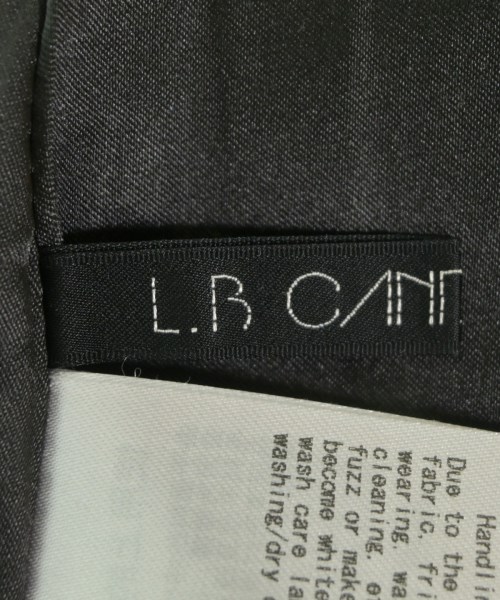 L.B CAN
Handli
Due to the
fabric, fri
wearing, wa
cleaning, e
fuzz or make
become white
wash care la
washing/dry